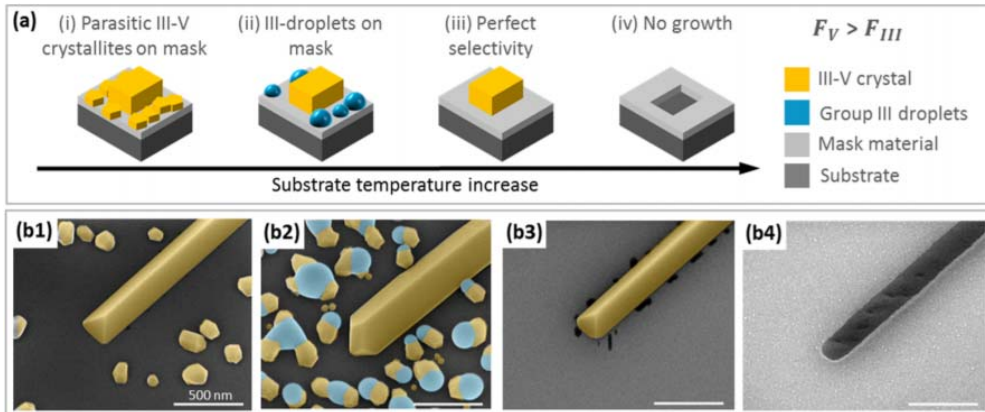 (a)
(i) Parasitic III-V
crystallites on mask
(ii) III-droplets on
mask
(iii) Perfect
selectivity
(iv) No growth
F_V > F_III
III-V crystal
Group III droplets
Mask material
Substrate
Substrate temperature increase
(b1)
500 nm
(b2)
(b3)
(b4)